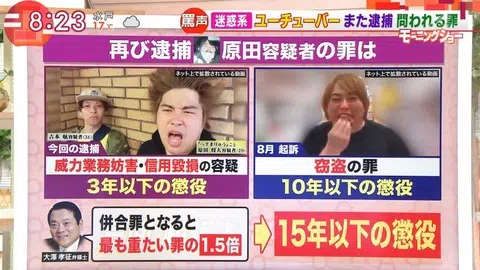 8:23
水戸
17℃
罵声
迷惑系
ユーチューバー また逮捕 問われる罪
モーニングショー
再び逮捕 原田容疑者の罪は
ネット上で拡散されている動画
今回の逮捕
威力業務妨害・信用毀損の容疑
3年以下の懲役
ネット上で拡散されている動画
8月 起訴
窃盗の罪
10年以下の懲役
大澤孝征弁護士
併合罪となると
最も重たい罪の1.5倍
15年以下の懲役